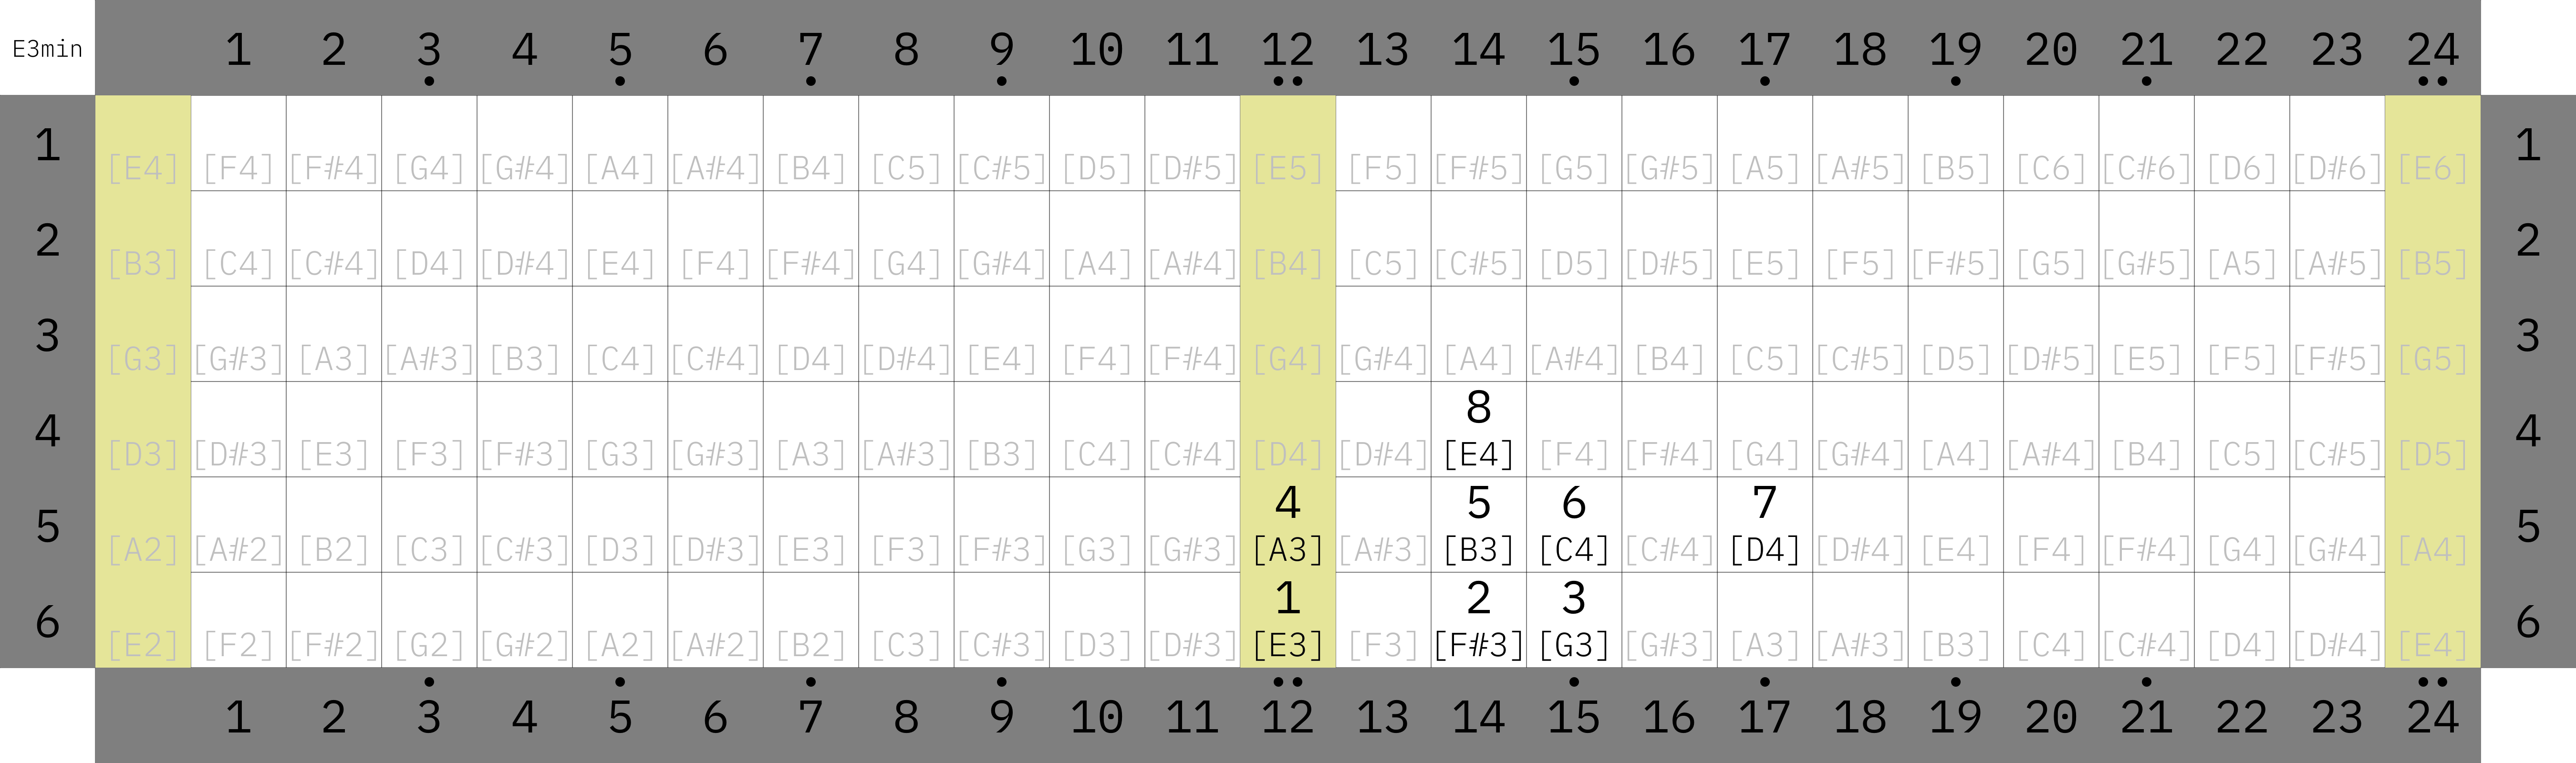 E3min 1 2 3 4 5 6 7 8 9 10 11 12 13 14 15 16 17 18 19 20 21 22 23 24
1 [E4] [F4] [F#4] [G4] [G#4] [A4] [A#4] [B4] [C5] [C#5] [D5] [D#5] [E5] [F5] [F#5] [G5] [G#5] [A5] [A#5] [B5] [C6] [C#6] [D6] [D#6] [E6] 1
2 [B3] [C4] [C#4] [D4] [D#4] [E4] [F4] [F#4] [G4] [G#4] [A4] [A#4] [B4] [C5] [C#5] [D5] [D#5] [E5] [F5] [F#5] [G5] [G#5] [A5] [A#5] [B5] 2
3 [G3] [G#3] [A3] [A#3] [B3] [C4] [C#4] [D4] [D#4] [E4] [F4] [F#4] [G4] [G#4] [A4] [A#4] [B4] [C5] [C#5] [D5] [D#5] [E5] [F5] [F#5] [G5] 3
8
4 [D3] [D#3] [E3] [F3] [F#3] [G3] [G#3] [A3] [A#3] [B3] [C4] [C#4] [D4] [D#4] [E4] [F4] [F#4] [G4] [G#4] [A4] [A#4] [B4] [C5] [C#5] [D5] 4
4 5 6 7
5 [A2] [A#2] [B2] [C3] [C#3] [D3] [D#3] [E3] [F3] [F#3] [G3] [G#3] [A3] [A#3] [B3] [C4] [C#4] [D4] [D#4] [E4] [F4] [F#4] [G4] [G#4] [A4] 5
1 2 3
6 [E2] [F2] [F#2] [G2] [G#2] [A2] [A#2] [B2] [C3] [C#3] [D3] [D#3] [E3] [F3] [F#3] [G3] [G#3] [A3] [A#3] [B3] [C4] [C#4] [D4] [D#4] [E4] 6
1 2 3 4 5 6 7 8 9 10 11 12 13 14 15 16 17 18 19 20 21 22 23 24